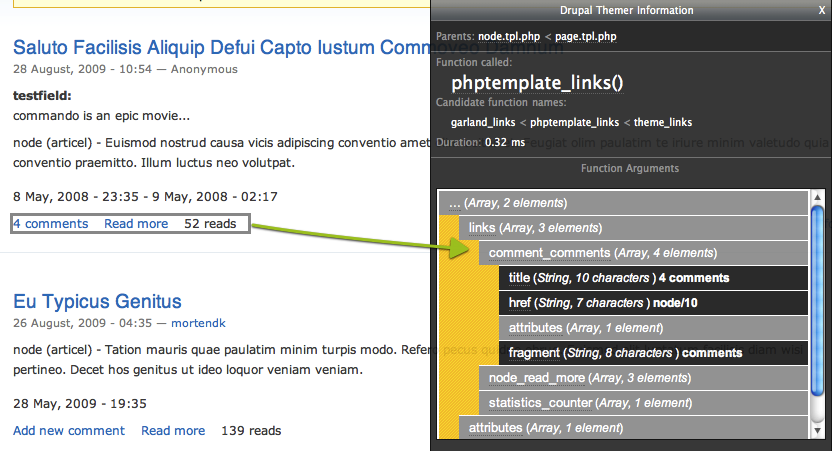 Saluto Facilisis Aliquip Defui Capto Iustum Commoveo Damnum
28 August, 2009 - 10:54 — Anonymous
testfield:
commando is an epic movie...
node (articel) - Euismod nostrud causa vicis adipiscing conventio amet feugiat olim paulatim te iriure minim valetudo quia
conventio praemitto. Illum luctus neo volutpat.
8 May, 2008 - 23:35 - 9 May, 2008 - 02:17
4 comments Read more 52 reads
Eu Typicus Genitus
26 August, 2009 - 04:35 — mortendk
node (articel) - Tation mauris quae paulatim minim turpis modo. Refero pecus
pertineo. Decet hos genitus ut ideo loquor veniam veniam.
28 May, 2009 - 19:35
Add new comment Read more 139 reads
Drupal Themer Information X
Parents: node.tpl.php < page.tpl.php
Function called:
phptemplate_links()
Candidate function names:
garland_links < phptemplate_links < theme_links
Duration: 0.32 ms
Function Arguments
... (Array, 2 elements)
links (Array, 3 elements)
comment_comments (Array, 4 elements)
title (String, 10 characters ) 4 comments
href (String, 7 characters ) node/10
attributes (Array, 1 element)
fragment (String, 8 characters ) comments
node_read_more (Array, 3 elements)
statistics_counter (Array, 1 element)
attributes (Array, 1 element)